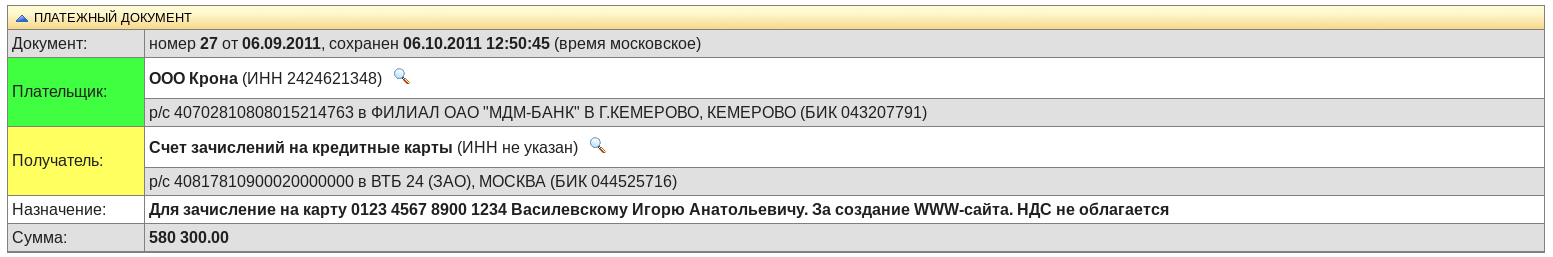 ПЛАТЕЖНЫЙ ДОКУМЕНТ
Документ: номер 27 от 06.09.2011, сохранен 06.10.2011 12:50:45 (время московское)
Плательщик: ООО Крона (ИНН 2424621348)
р/с 40702810808015214763 в ФИЛИАЛ ОАО "МДМ-БАНК" В Г.КЕМЕРОВО, КЕМЕРОВО (БИК 043207791)
Получатель: Счет зачислений на кредитные карты (ИНН не указан)
р/с 40817810900020000000 в ВТБ 24 (ЗАО), МОСКВА (БИК 044525716)
Назначение: Для зачисление на карту 0123 4567 8900 1234 Василевскому Игорю Анатольевичу. За создание WWW-сайта. НДС не облагается
Сумма: 580 300.00